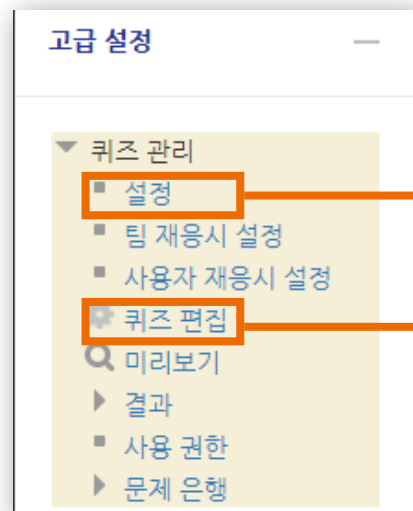 고급 설정
퀴즈 관리
설정
팀 재응시 설정
사용자 재응시 설정
퀴즈 편집
미리보기
결과
사용 권한
문제 은행